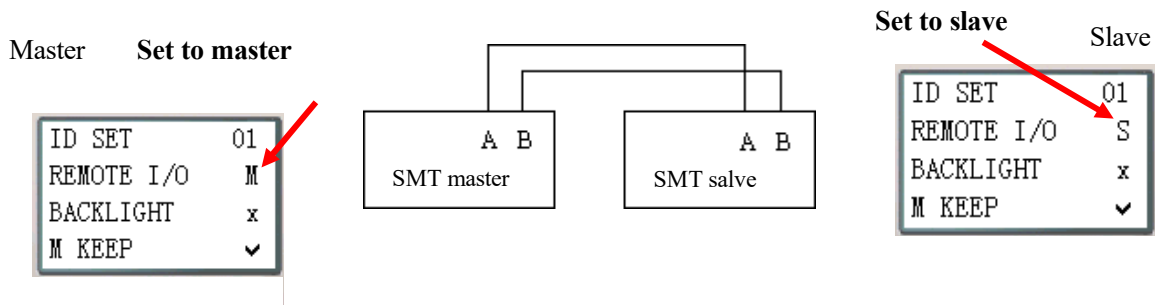 Master
Set to master
ID SET 01
REMOTE I/O M
BACKLIGHT x
M KEEP ✔
A B
SMT master
A B
SMT salve
Set to slave
Slave
ID SET 01
REMOTE I/O S
BACKLIGHT x
M KEEP ✔